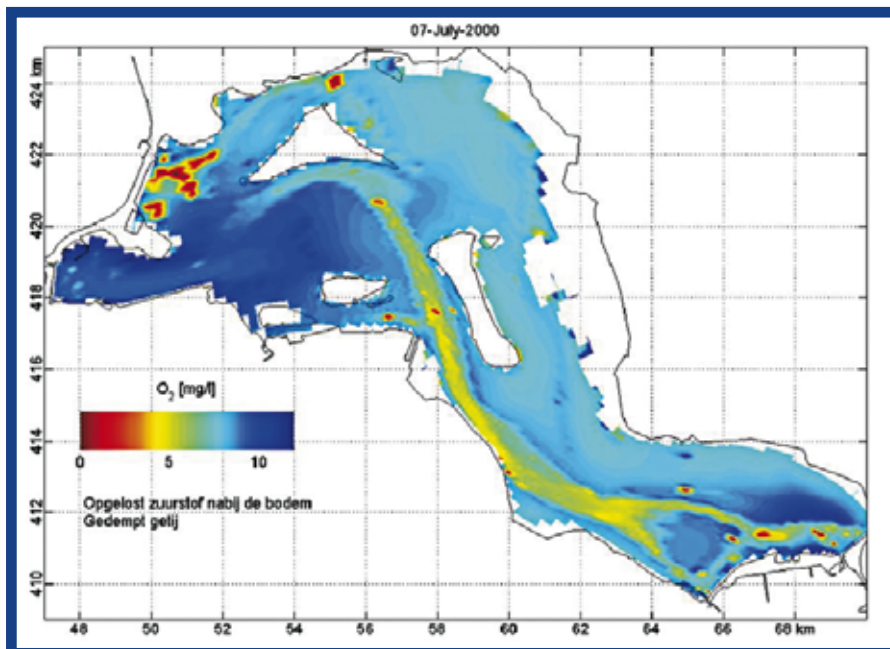 07-July-2000
424 km
422
420
418
416
414
412
410
O2 [mg/l]
0 5 10
Opgelost zuurstof nabij de bodem
Gedempt getij
48 50 52 54 56 58 60 62 64 66 68 km